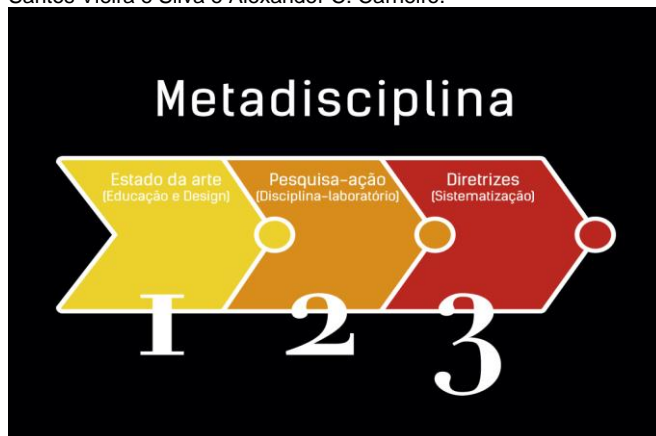 Metadisciplina
Estado da arte
(Educação e Design)
Pesquisa-ação
(Disciplina-laboratório)
Diretrizes
(Sistematização)
1
2
3